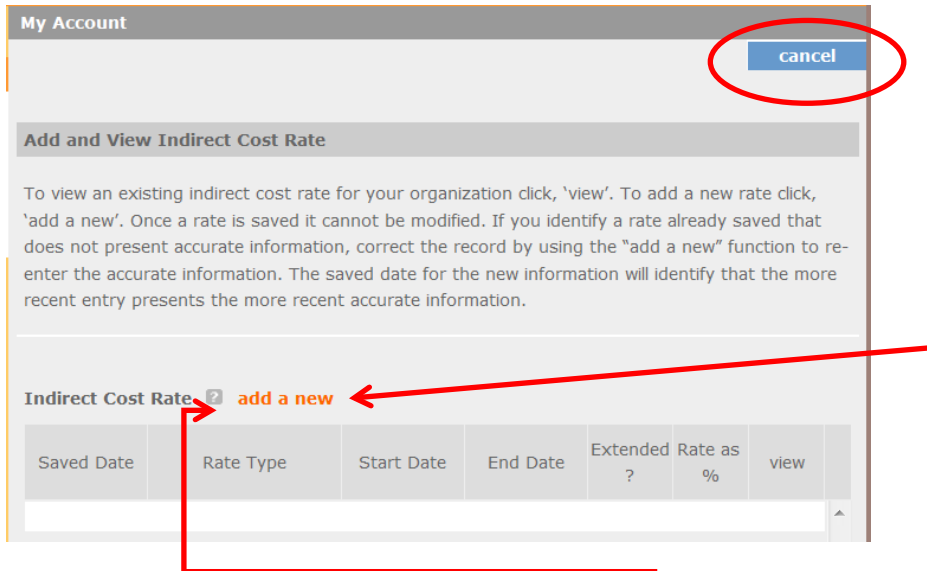 My Account
cancel
Add and View Indirect Cost Rate
To view an existing indirect cost rate for your organization click, ‘view’. To add a new rate click,
‘add a new’. Once a rate is saved it cannot be modified. If you identify a rate already saved that
does not present accurate information, correct the record by using the “add a new” function to re-
enter the accurate information. The saved date for the new information will identify that the more
recent entry presents the more recent accurate information.
Indirect Cost Rate ? add a new
Saved Date Rate Type Start Date End Date Extended ? Rate as % view